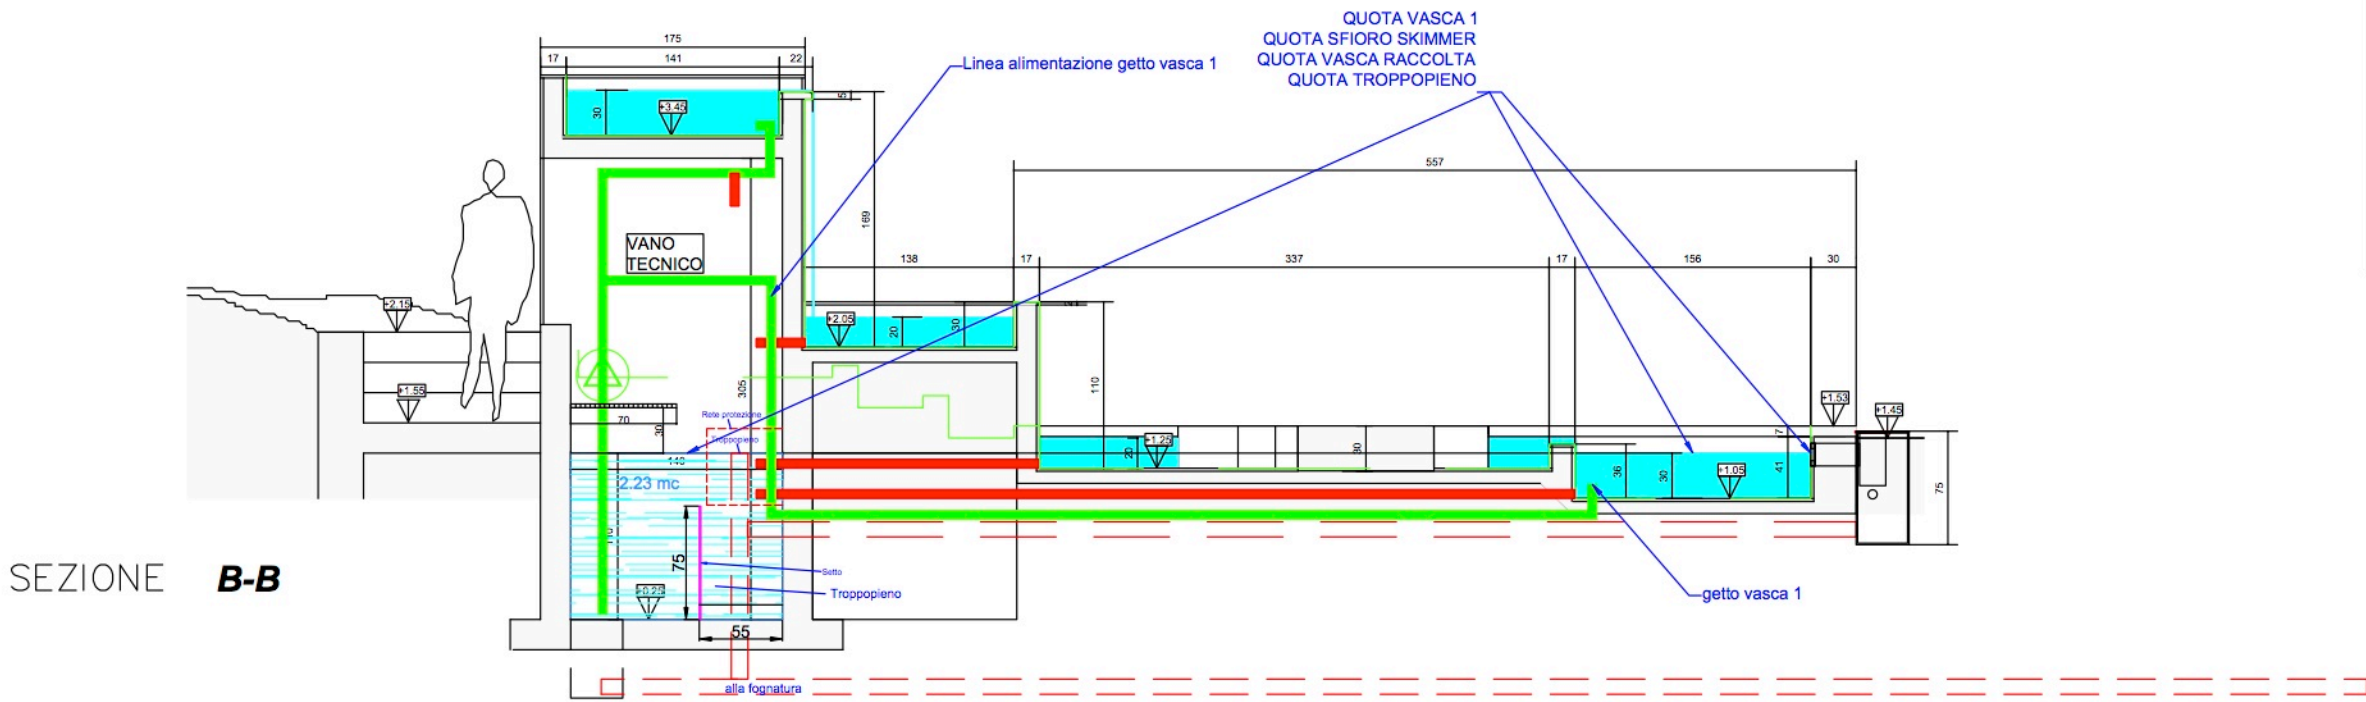 QUOTA VASCA 1
QUOTA SFIORO SKIMMER
QUOTA VASCA RACCOLTA
QUOTA TROPPOPIENO
Linea alimentazione getto vasca 1
175
17 141 22
30
+3.45
5
557
169
VANO
TECNICO
138 17 337 17 156 30
+2.15
+2.05
20
30
305
110
+1.55
70
30
Rete protezione
Troppopieno
+1.53
+1.45
7
+1.25
20
30
36
30
41
+1.05
75
2.23 mc
75
Setto
Troppopieno
getto vasca 1
55
SEZIONE B-B
alla fognatura